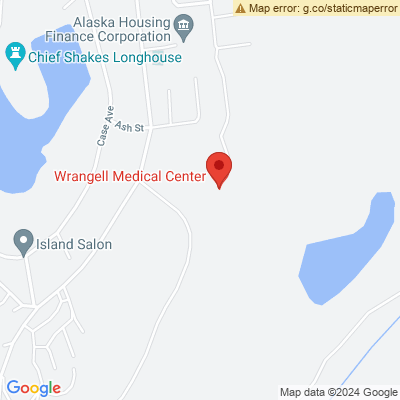 Map error: g.co/staticmaperror
Alaska Housing
Finance Corporation
Chief Shakes Longhouse
Case Ave
Ash St
Wrangell Medical Center
Island Salon
Google
Map data ©2024 Google